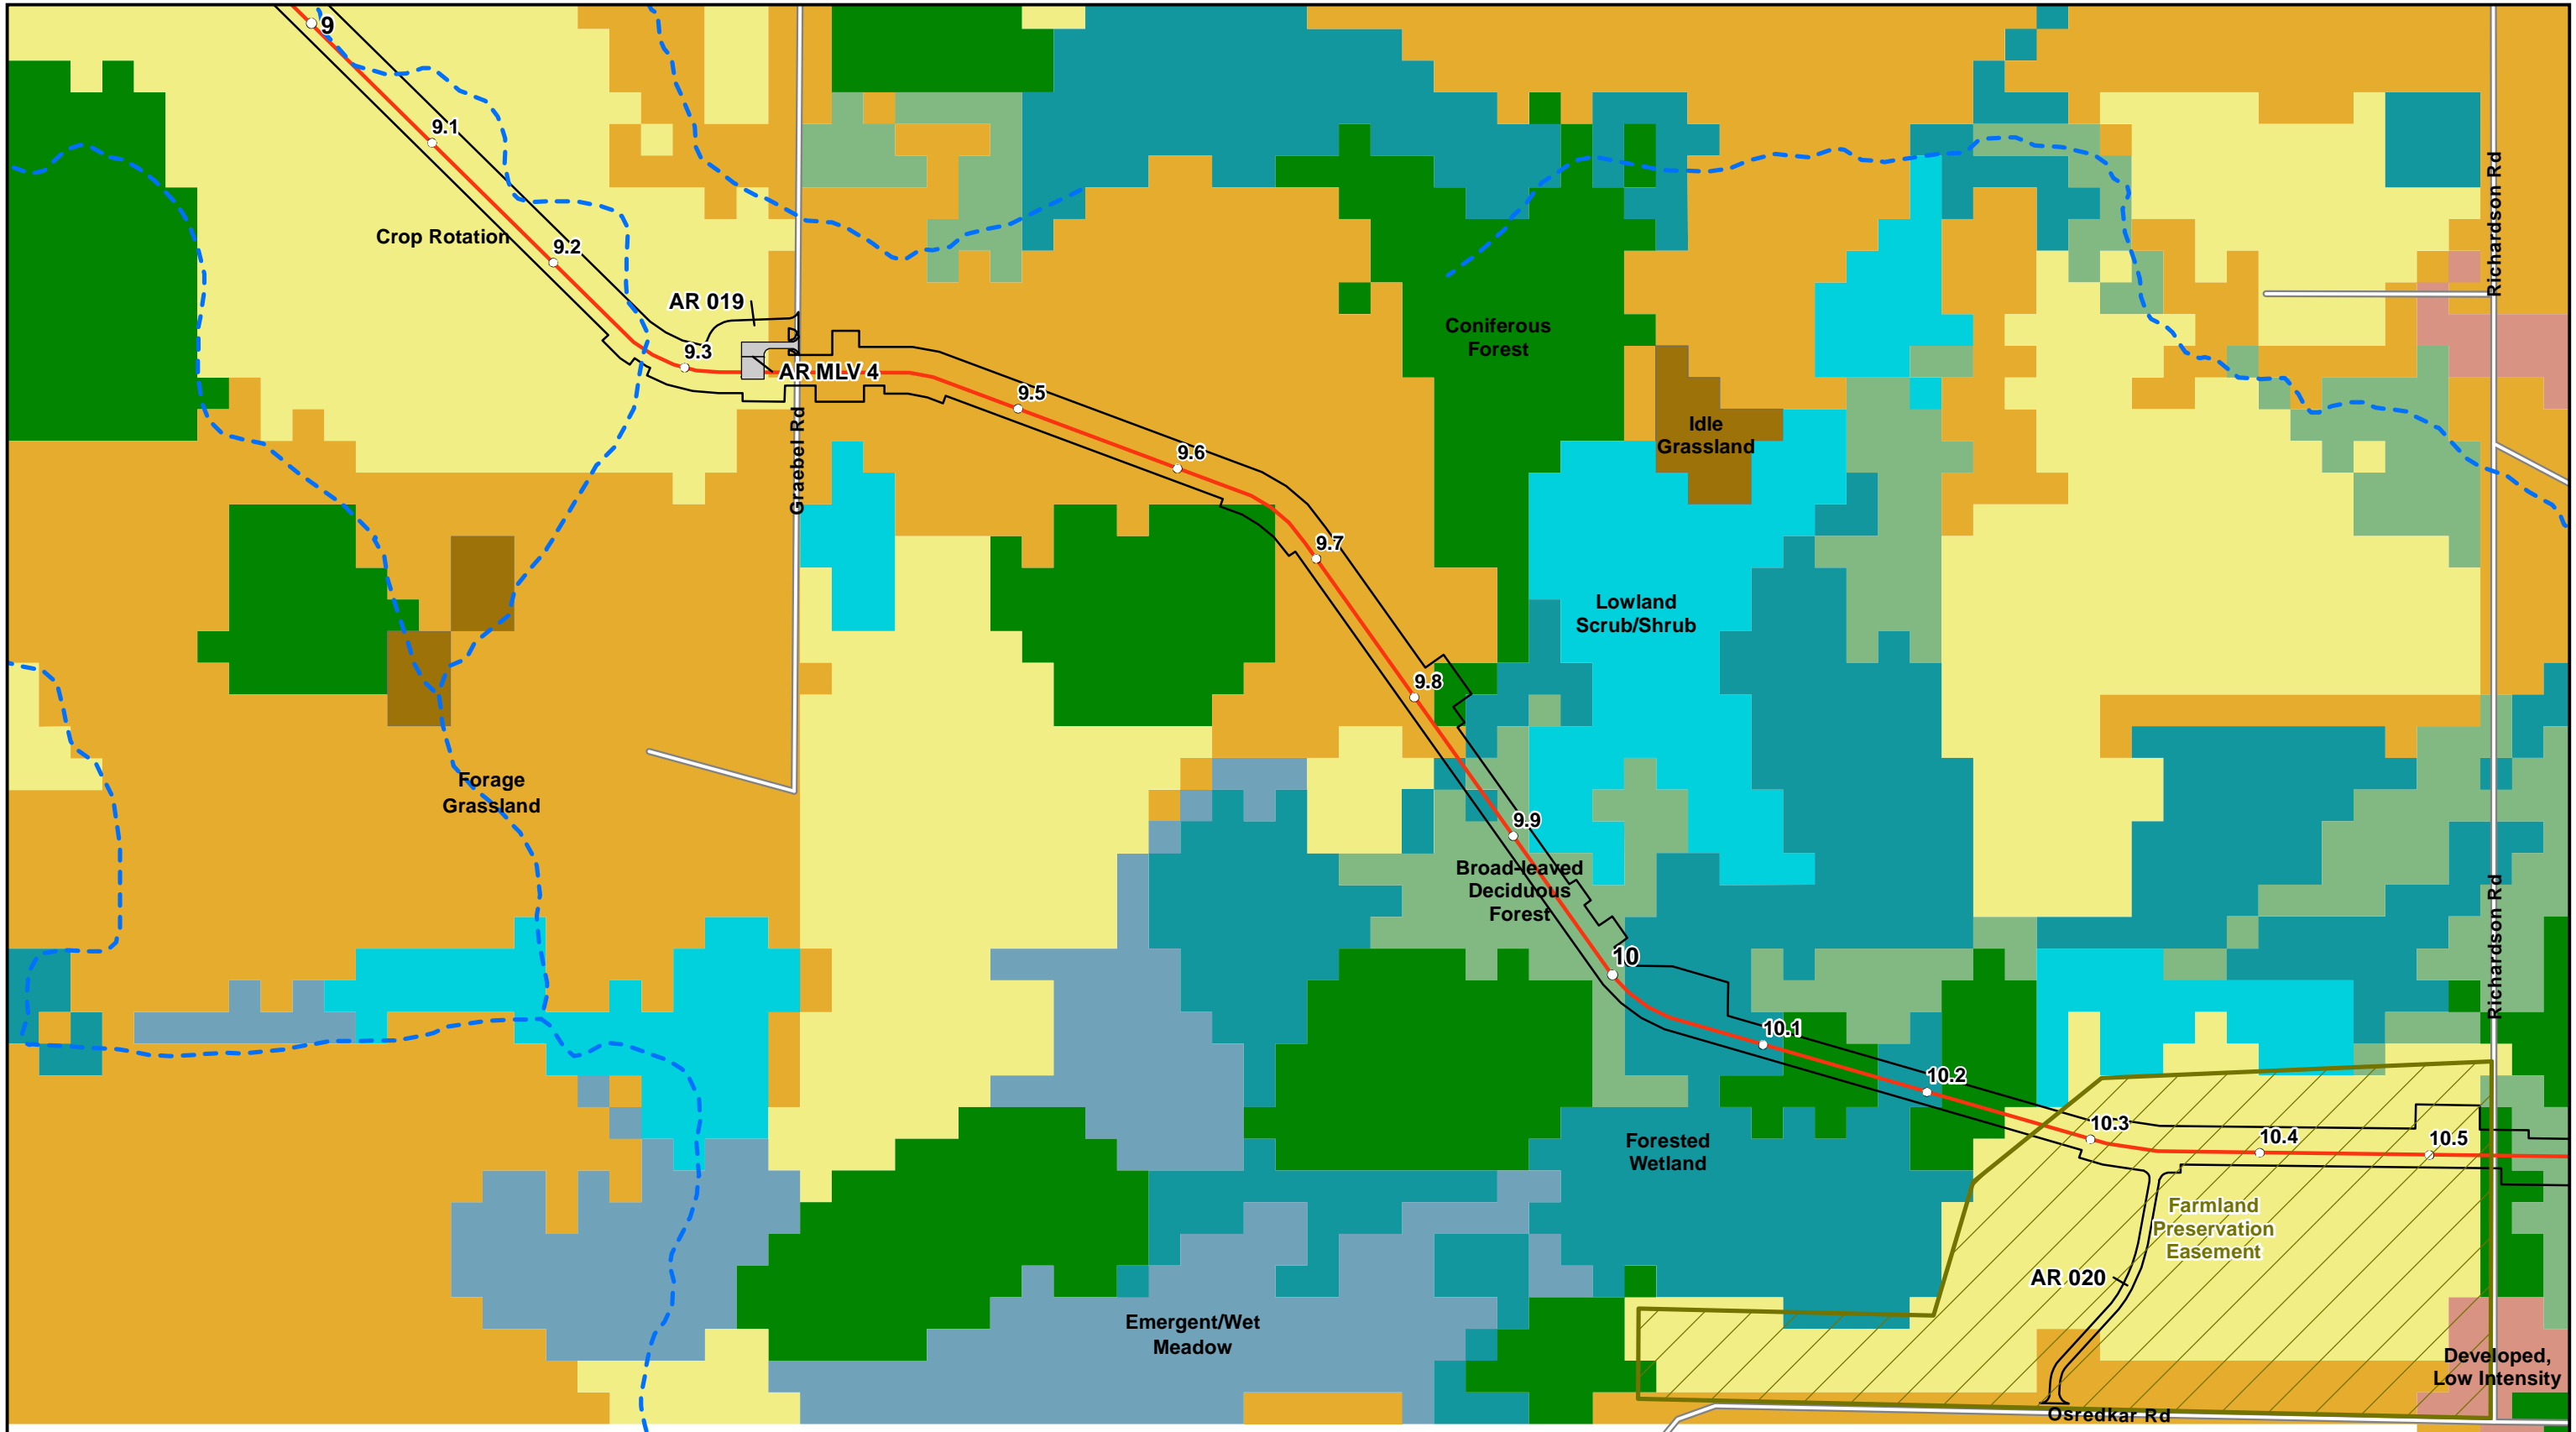 9
9.1
Richardson Rd
Crop Rotation
9.2
AR 019
Coniferous
Forest
9.3
AR MLV 4
9.5
Graebel Rd
Idle
Grassland
9.6
9.7
Lowland
Scrub/Shrub
9.8
Forage
Grassland
9.9
Broad-leaved
Deciduous
Forest
Richardson Rd
10
10.1
10.2
10.3
10.4
10.5
Forested
Wetland
Farmland
Preservation
Easement
AR 020
Emergent/Wet
Meadow
Developed,
Low Intensity
Osredkar Rd